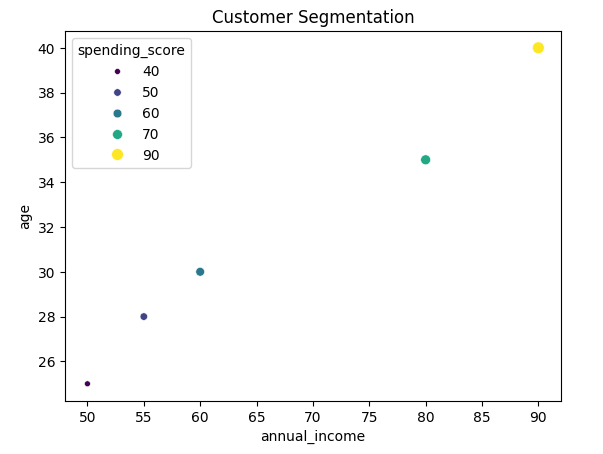 Customer Segmentation
spending_score
40
50
60
70
90
40
38
36
34
32
30
28
26
age
50 55 60 65 70 75 80 85 90
annual_income